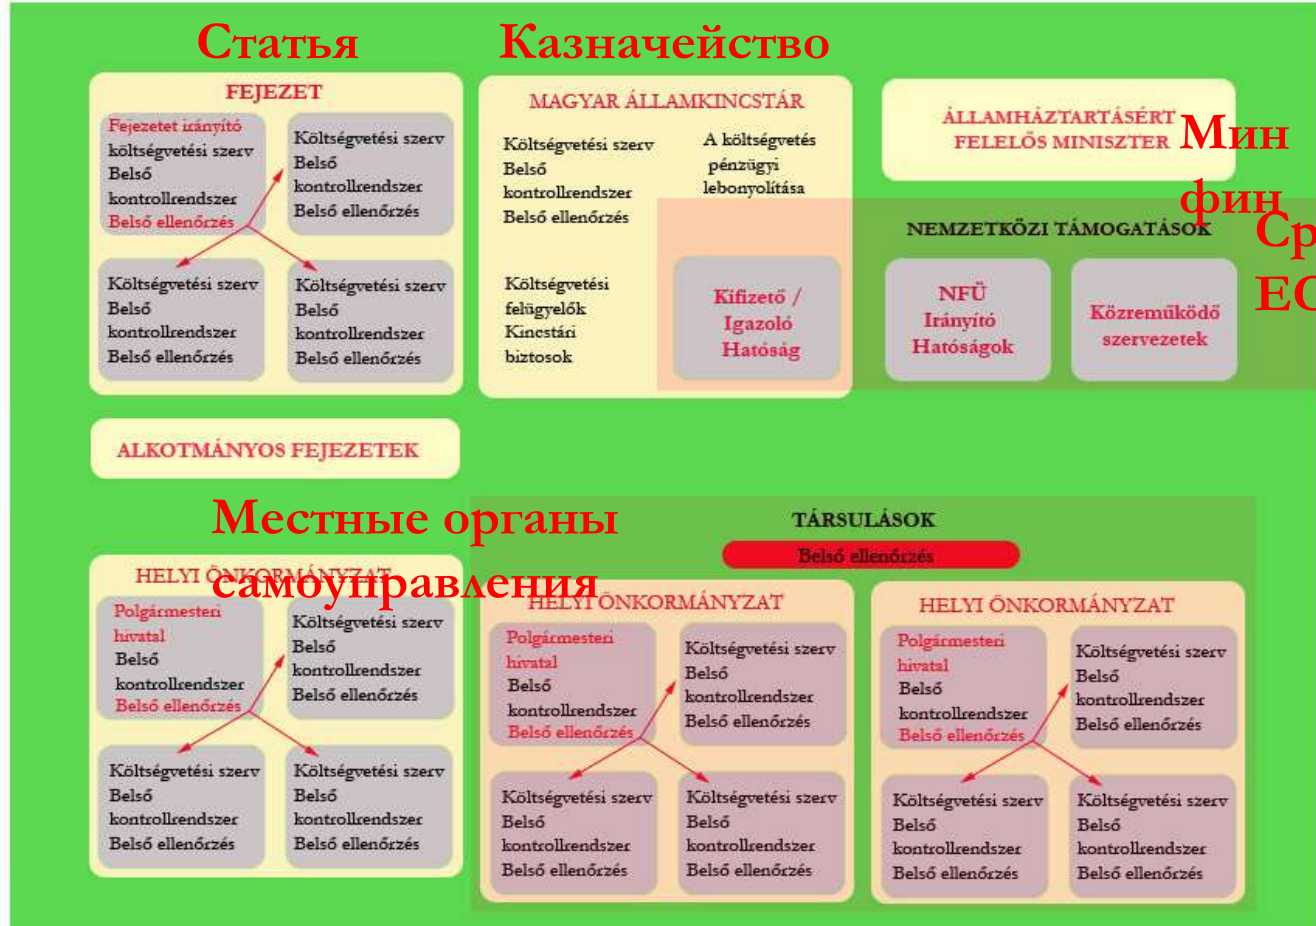 Статья
FEJEZET
Fejezetet irányító
költségvetési szerv
Belső
kontrollrendszer
Belső ellenőrzés
Költségvetési szerv
Belső
kontrollrendszer
Belső ellenőrzés
Költségvetési szerv
Belső
kontrollrendszer
Belső ellenőrzés
Költségvetési szerv
Belső
kontrollrendszer
Belső ellenőrzés
Казначейство
MAGYAR ÁLLAMKINCSTÁR
Költségvetési szerv
Belső
kontrollrendszer
Belső ellenőrzés
A költségvetés
pénzügyi
lebonyolítása
Költségvetési
felügyelők
Kincstári
biztosok
Kifizető /
Igazoló
Hatóság
ÁLLAMHÁZTARTÁSÉRT
FELELŐS MINISZTER
Мин
фин
NEMZETKÖZI TÁMOGATÁSOK
Ср
ЕС
NFÜ
Irányító
Hatóságok
Közreműködő
szervezetek
ALKOTMÁNYOS FEJEZETEK
Местные органы
самоуправления
HELYI ÖNKORMÁNYZAT
Polgármesteri
hivatal
Belső
kontrollrendszer
Belső ellenőrzés
Költségvetési szerv
Belső
kontrollrendszer
Belső ellenőrzés
Költségvetési szerv
Belső
kontrollrendszer
Belső ellenőrzés
Költségvetési szerv
Belső
kontrollrendszer
Belső ellenőrzés
TÁRSULÁSOK
Belső ellenőrzés
HELYI ÖNKORMÁNYZAT
Polgármesteri
hivatal
Belső
kontrollrendszer
Belső ellenőrzés
Költségvetési szerv
Belső
kontrollrendszer
Belső ellenőrzés
Költségvetési szerv
Belső
kontrollrendszer
Belső ellenőrzés
Költségvetési szerv
Belső
kontrollrendszer
Belső ellenőrzés
HELYI ÖNKORMÁNYZAT
Polgármesteri
hivatal
Belső
kontrollrendszer
Belső ellenőrzés
Költségvetési szerv
Belső
kontrollrendszer
Belső ellenőrzés
Költségvetési szerv
Belső
kontrollrendszer
Belső ellenőrzés
Költségvetési szerv
Belső
kontrollrendszer
Belső ellenőrzés